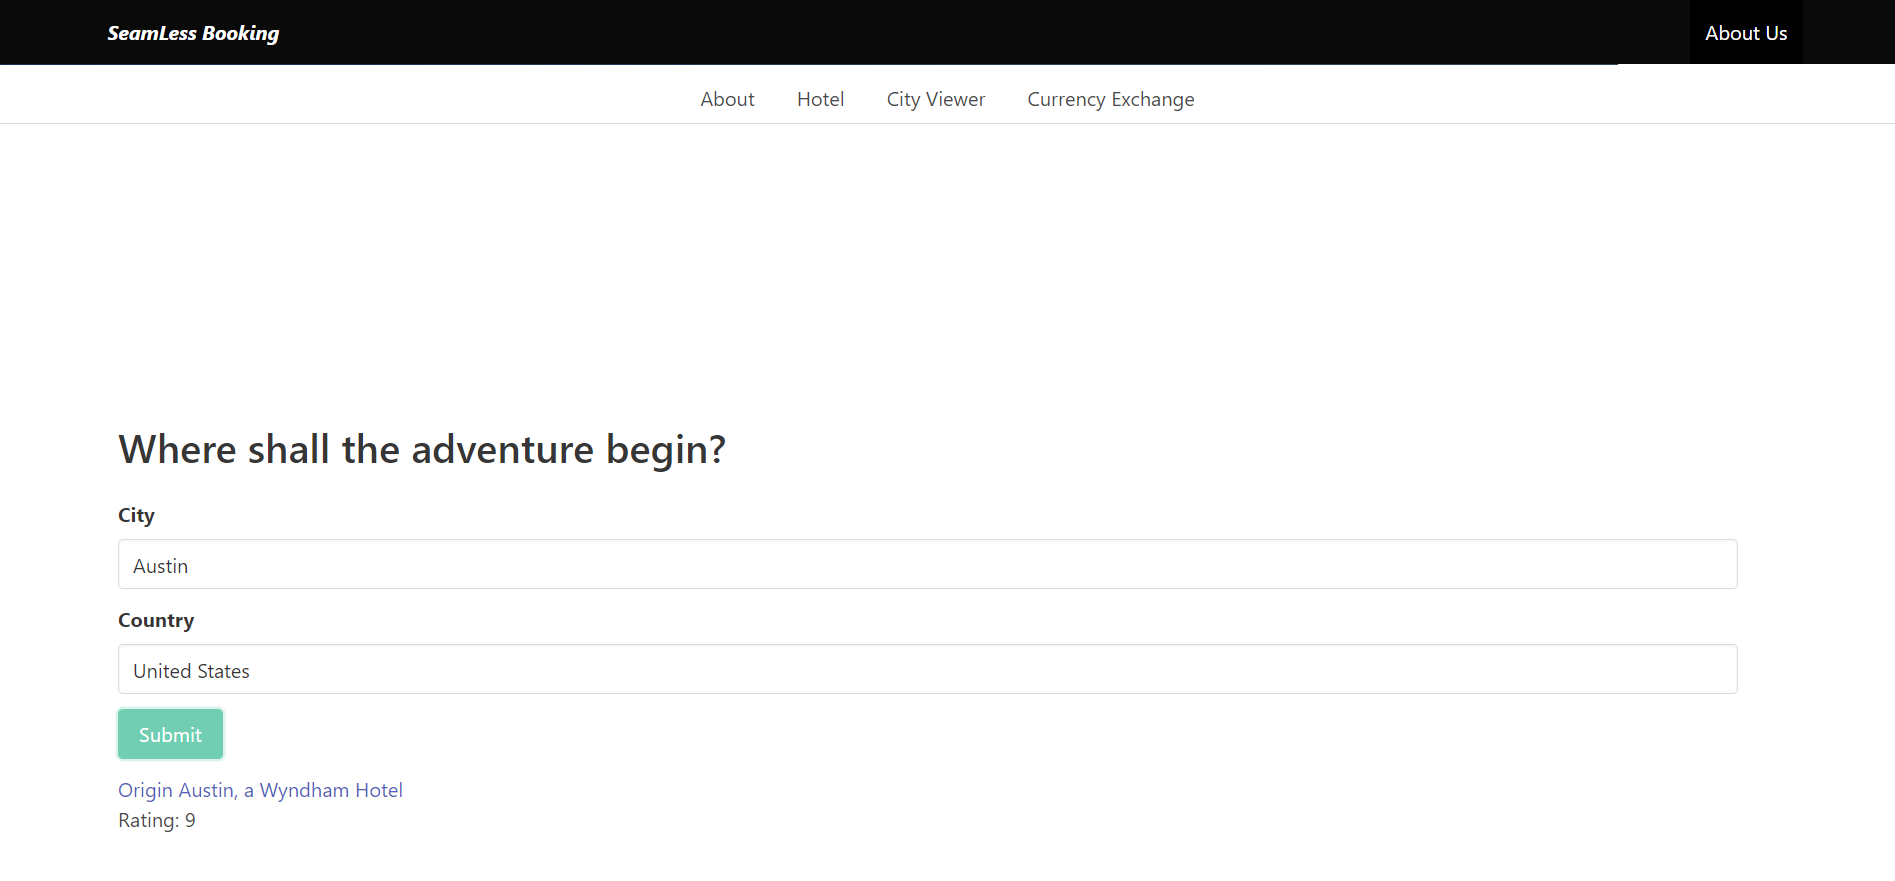 SeamLess Booking
About Us
About Hotel City Viewer Currency Exchange
Where shall the adventure begin?
City
Austin
Country
United States
Submit
Origin Austin, a Wyndham Hotel
Rating: 9